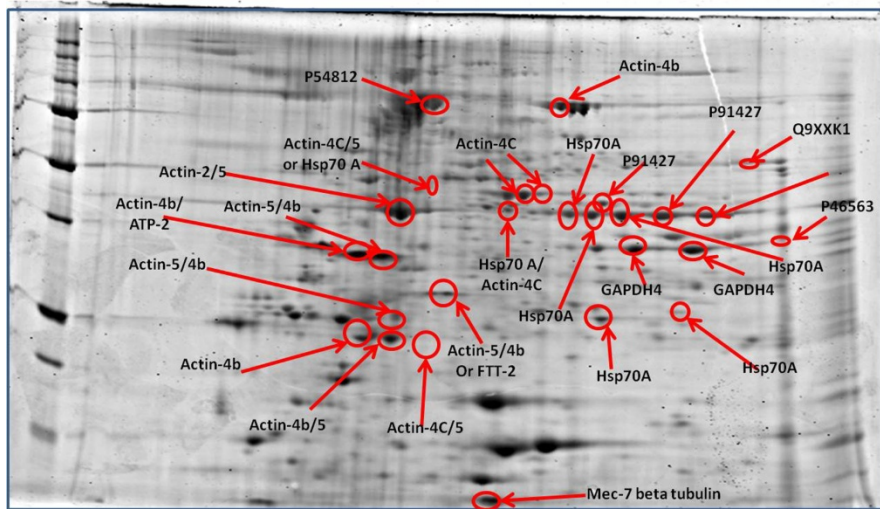 Actin-4b
P54812
P91427
Q9XXK1
Actin-4C/5
or Hsp70 A
Actin-4C
Hsp70A
P91427
Actin-2/5
Actin-4b/
ATP-2
Actin-5/4b
P46563
Actin-5/4b
Hsp70 A/
Actin-4C
Hsp70A
GAPDH4
GAPDH4
Hsp70A
Actin-4b
Actin-5/4b
Or FTT-2
Hsp70A
Hsp70A
Actin-4b/5
Actin-4C/5
Mec-7 beta tubulin